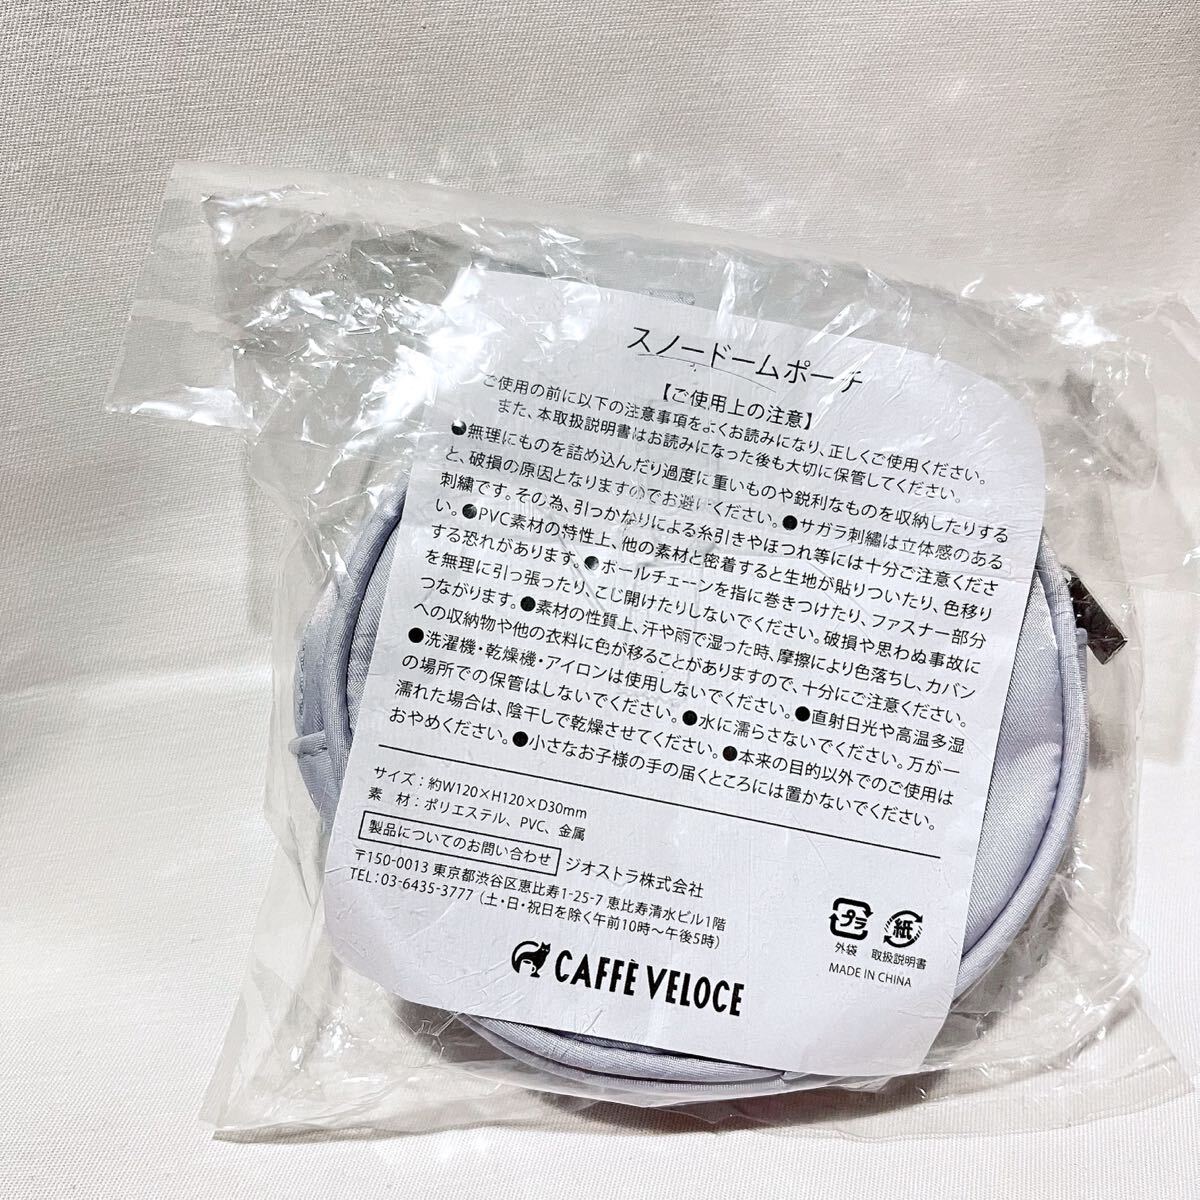 スノードームポーチ
【ご使用上の注意】
ご使用の前に以下の注意事項をよくお読みになり、正しくご使用ください。
また、本取扱説明書はお読みになった後も大切に保管してください。
●無理にものを詰め込んだり過度に重いものや鋭利なものを収納したりする
と、破損の原因となりますのでお避けください。●サガラ刺繍は立体感のある
刺繍です。その為、引っかかりによる糸引きやほつれ等には十分ご注意くださ
い。●PVC素材の特性上、他の素材と密着すると生地が貼りついたり、色移り
する恐れがあります。●ボールチェーンを指に巻きつけたり、ファスナー部分
を無理に引っ張ったり、こじ開けたりしないでください。破損や思わぬ事故に
つながります。●素材の性質上、汗や雨で湿った時、摩擦により色落ちし、カバン
への収納物や他の衣料に色が移ることがありますので、十分にご注意ください。
●洗濯機・乾燥機・アイロンは使用しないでください。●直射日光や高温多湿
の場所での保管はしないでください。●水に濡らさないでください。万が一
濡れた場合は、陰干しで乾燥させてください。●本来の目的以外でのご使用は
おやめください。●小さなお子様の手の届くところには置かないでください。
サイズ：約W120×H120×D30mm
素 材：ポリエステル、PVC、金属
製品についてのお問い合わせ ジオストラ株式会社
〒150-0013 東京都渋谷区恵比寿1-25-7 恵比寿清水ビル1階
TEL：03-6435-3777（土・日・祝日を除く午前10時～午後5時）
プラ 紙
外袋 取扱説明書
MADE IN CHINA
CAFFÈ VELOCE